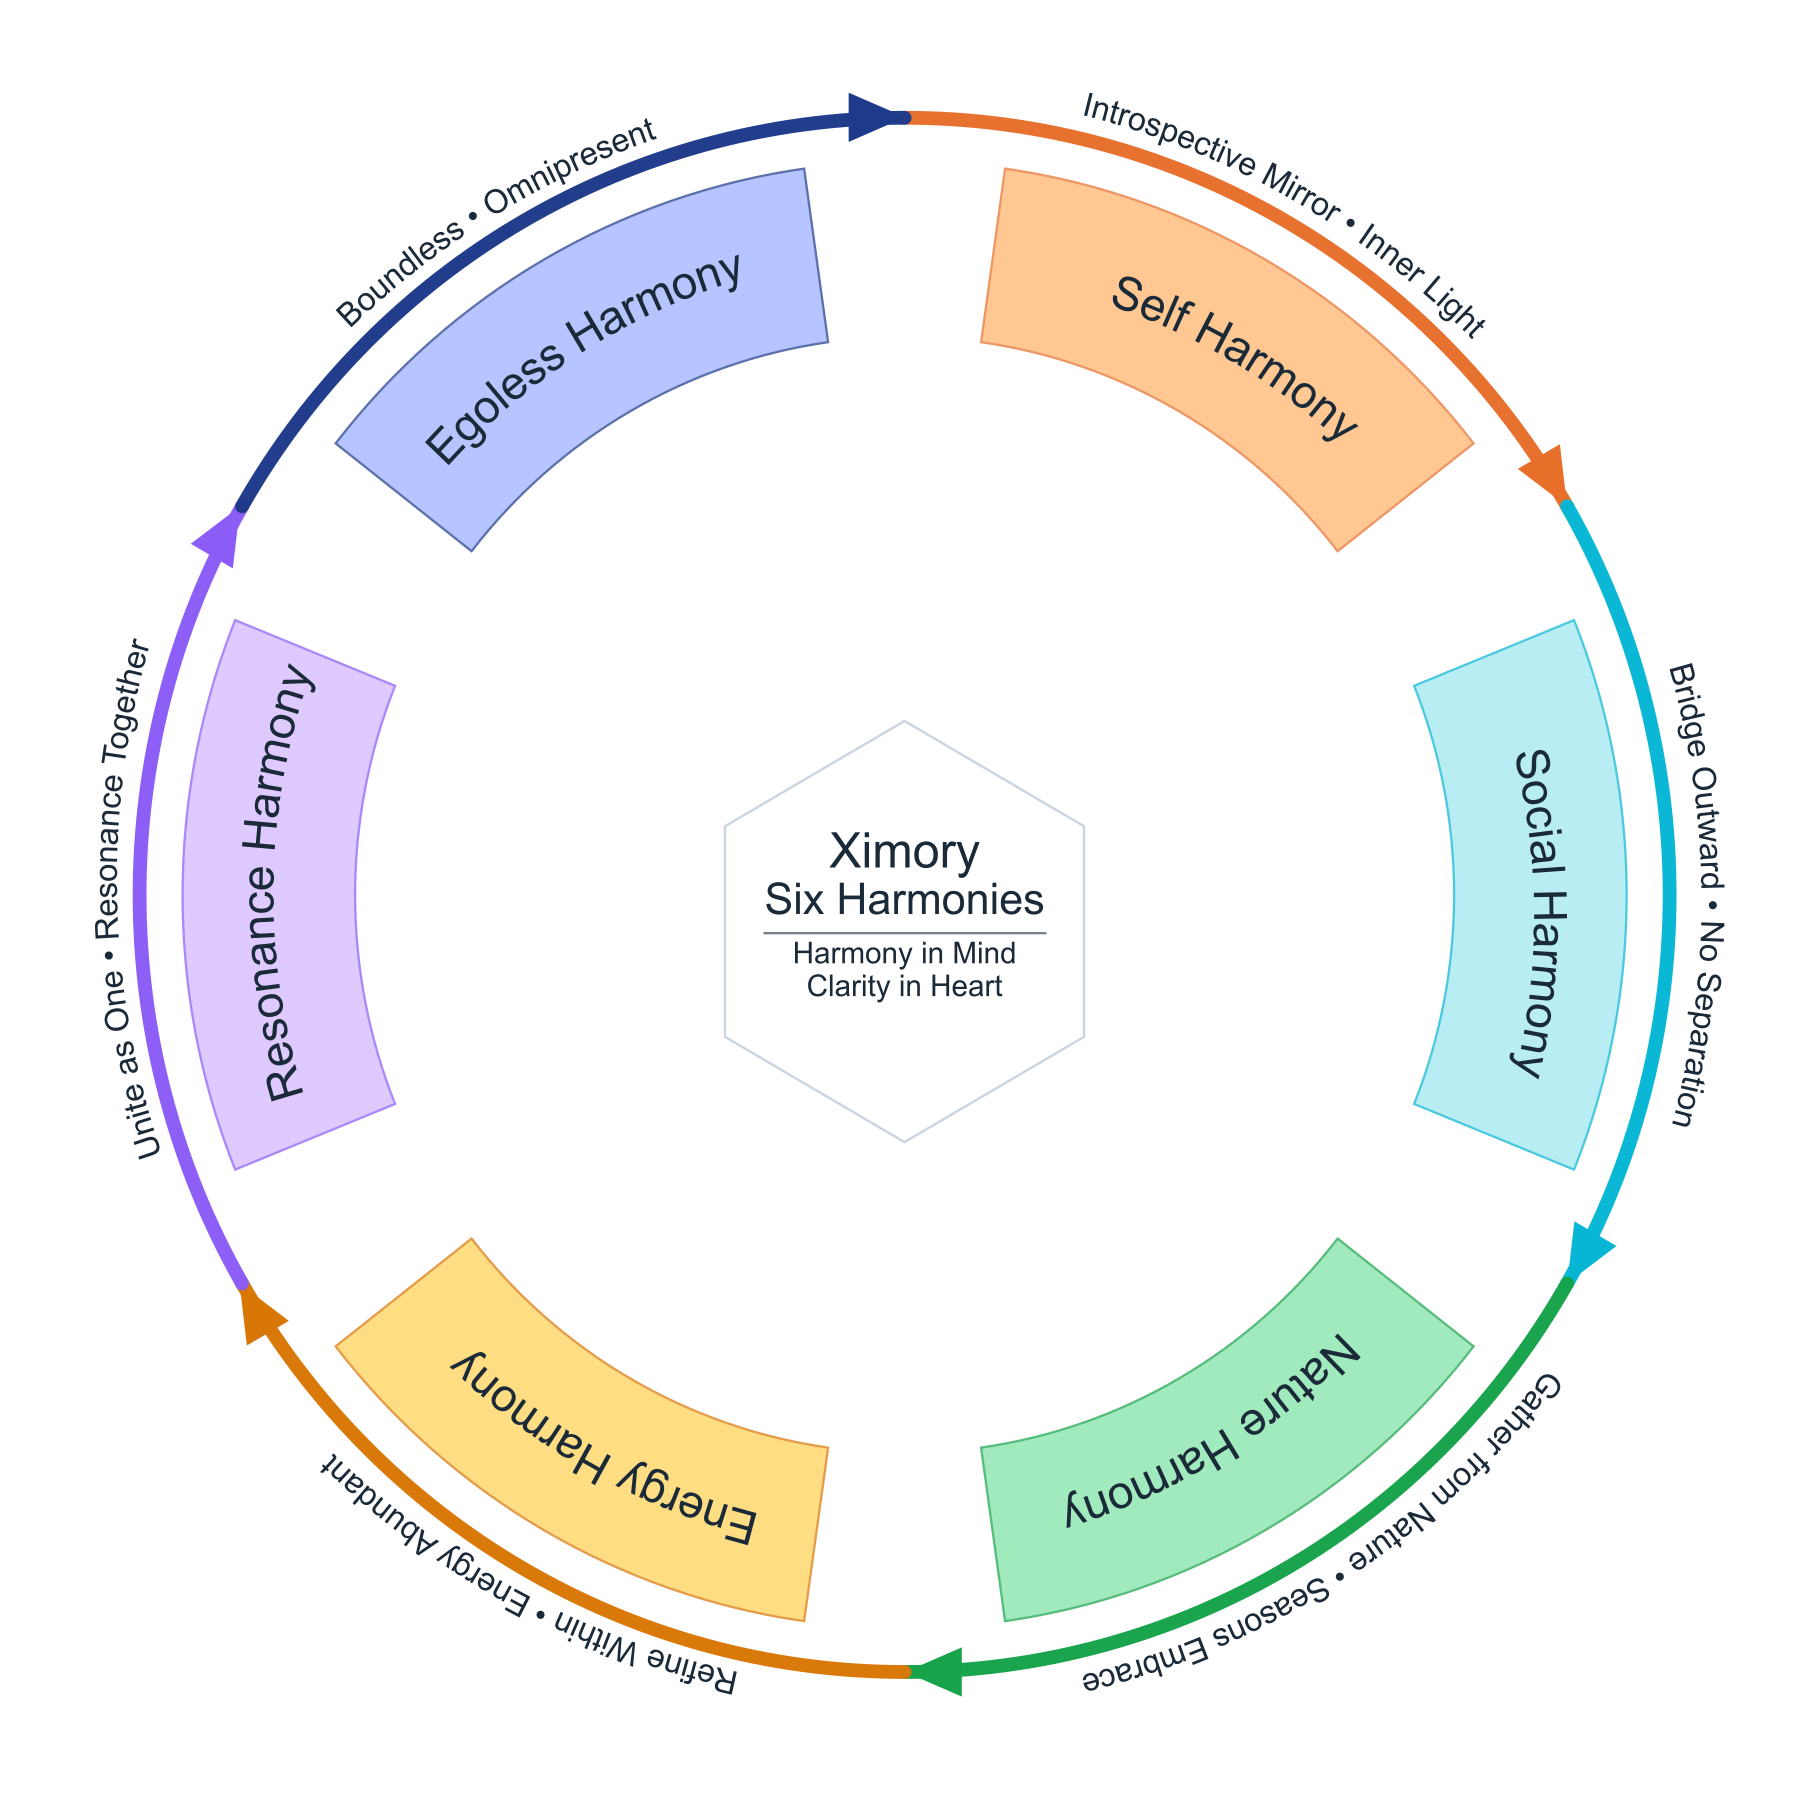 Introspective Mirror • Inner Light
Self Harmony
Bridge Outward • No Separation
Social Harmony
Gather from Nature • Seasons Embrace
Nature Harmony
Refine Within • Energy Abundant
Energy Harmony
Unite as One • Resonance Together
Resonance Harmony
Boundless • Omnipresent
Egoless Harmony
Ximory
Six Harmonies
Harmony in Mind
Clarity in Heart